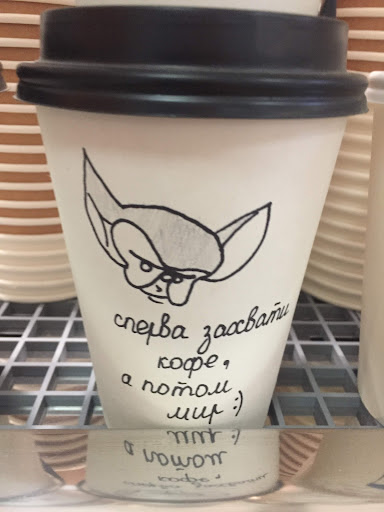 сперва захвати
кофе,
а потом
мир :)